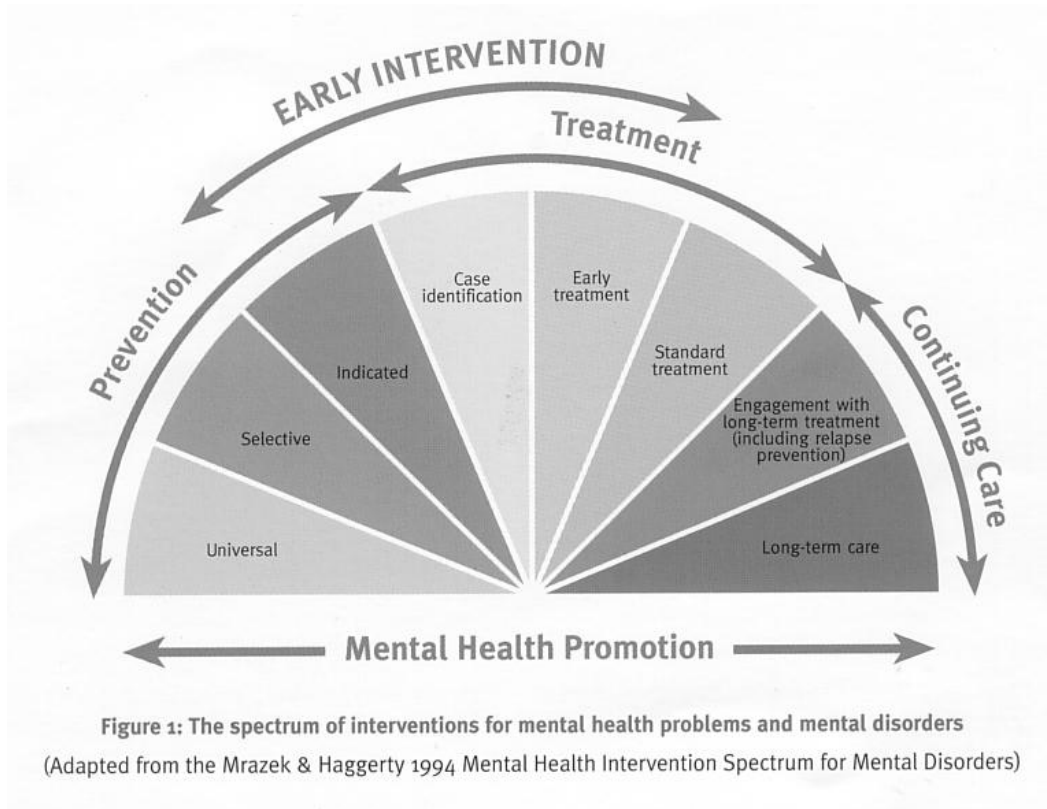 EARLY INTERVENTION
Treatment
Prevention
Continuing Care
Case
identification
Early
treatment
Indicated
Standard
treatment
Selective
Engagement with
long-term treatment
(including relapse
prevention)
Universal
Long-term care
Mental Health Promotion
Figure 1: The spectrum of interventions for mental health problems and mental disorders
(Adapted from the Mrazek & Haggerty 1994 Mental Health Intervention Spectrum for Mental Disorders)